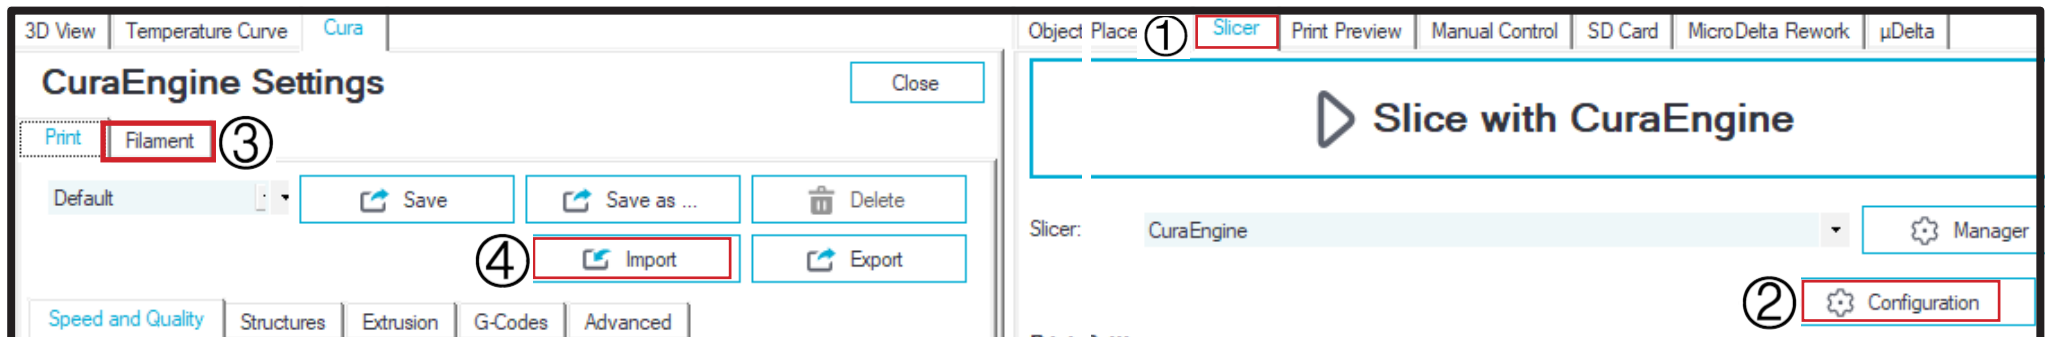 3D View Temperature Curve Cura
CuraEngine Settings
Close
Print Filament ③
Default Save Save as ... Delete
④ Import Export
Speed and Quality Structures Extrusion G-Codes Advanced
Object Place ① Slicer Print Preview Manual Control SD Card MicroDelta Rework µDelta
Slice with CuraEngine
Slicer: CuraEngine Manager
② Configuration